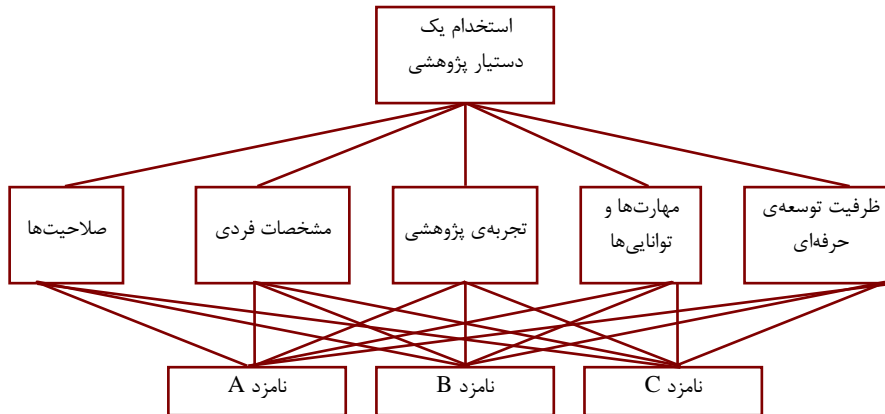 استخدام یک
دستیار پژوهشی
ظرفیت توسعه‌ی
حرفه‌ای
مهارت‌ها و
توانایی‌ها
تجربه‌ی پژوهشی
مشخصات فردی
صلاحیت‌ها
نامزد C
نامزد B
نامزد A